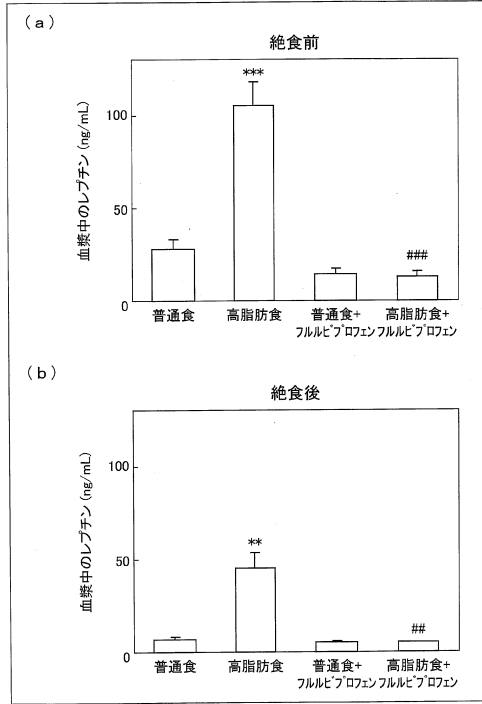 (a)
絶食前
血漿中のレプチン (ng/mL)
100
50
0
***
###
普通食
高脂肪食
普通食+
フルルビプロフェン
高脂肪食+
フルルビプロフェン
(b)
絶食後
血漿中のレプチン (ng/mL)
100
50
0
**
##
普通食
高脂肪食
普通食+
フルルビプロフェン
高脂肪食+
フルルビプロフェン